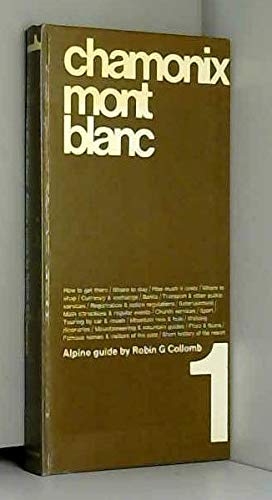 1
chamonix
mont
blanc
How to get there / Where to stay / How much it costs / Where to
shop / Currency & exchange / Banks / Transport & other public
services / Registration & police regulations / Entertainment /
Main attractions & regular events / Church services / Sport /
Touring by car & coach / Mountain rides & huts / Walking
itineraries / Mountaineering & mountain guides / Flora & fauna /
Famous names & visitors of the past / Short history of the resort
Alpine guide by Robin G Collomb
1